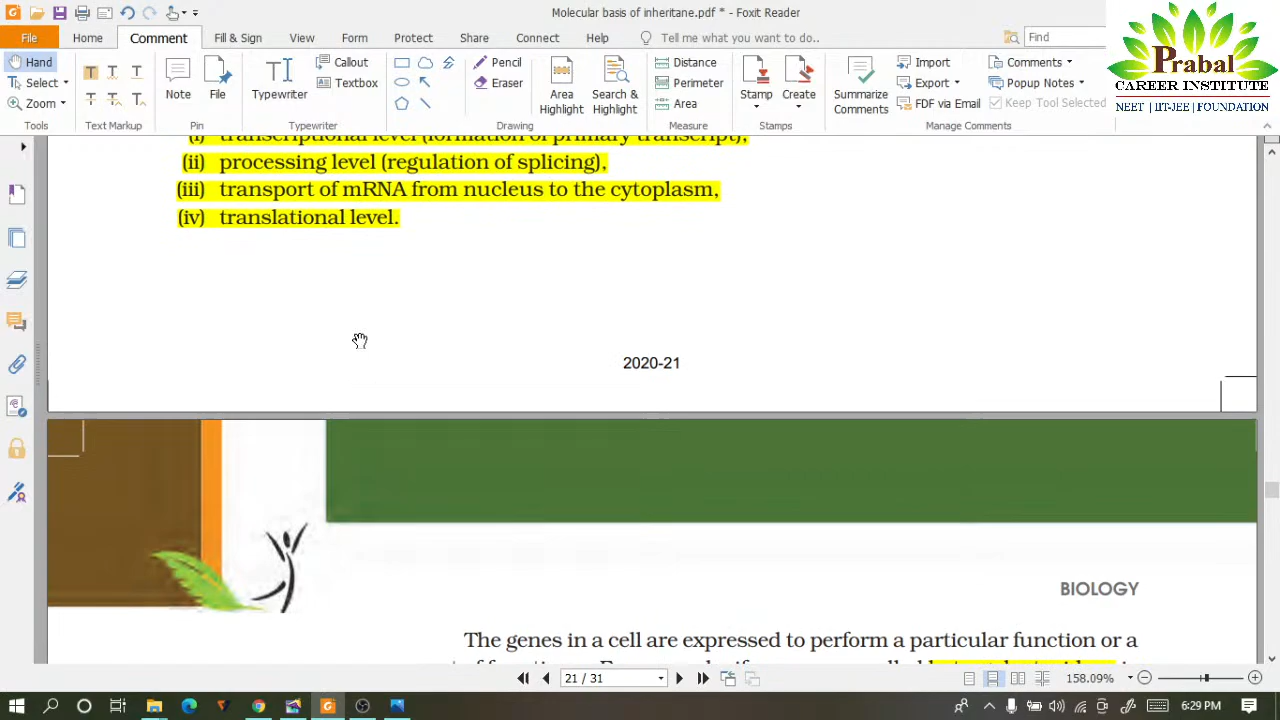 Molecular basis of inheritane.pdf * - Foxit Reader
File Home Comment Fill & Sign View Form Protect Share Connect Help Tell me what you want to do.. Find
Hand
Select
Zoom
Tools
Text Markup
Note
File
Pin
Typewriter
Callout
Textbox
Typewriter
Pencil
Eraser
Area Highlight
Search & Highlight
Drawing
Distance
Perimeter
Area
Measure
Stamp
Create
Stamps
Summarize Comments
Import
Export
FDF via Email
Comments
Popup Notes
Keep Tool Selected
Manage Comments
Prabal
CAREER INSTITUTE
NEET | IIT-JEE | FOUNDATION
(i) transcriptional level (formation of primary transcript),
(ii) processing level (regulation of splicing),
(iii) transport of mRNA from nucleus to the cytoplasm,
(iv) translational level.
2020-21
BIOLOGY
The genes in a cell are expressed to perform a particular function or a
21 / 31
158.09%
6:29 PM